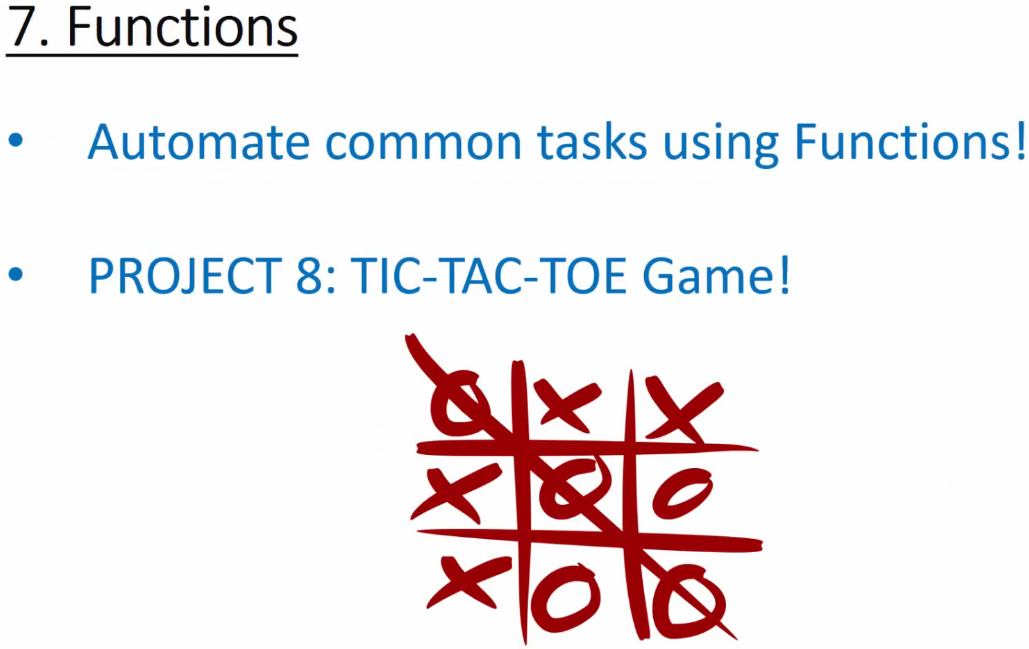 7. Functions
• Automate common tasks using Functions!
• PROJECT 8: TIC-TAC-TOE Game!
O X X
X O O
X O O